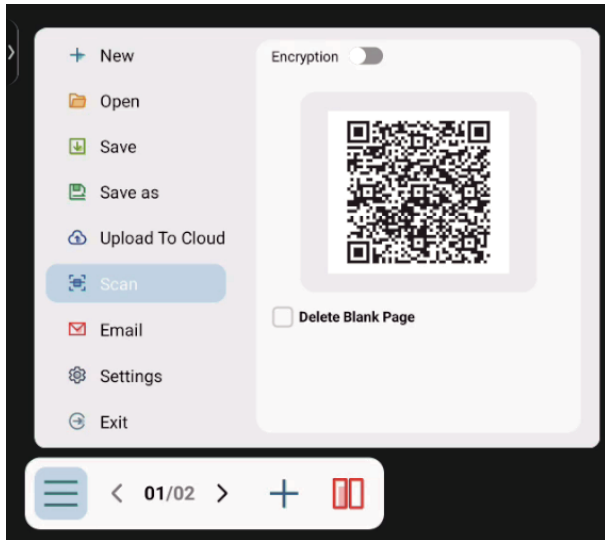 New
Open
Save
Save as
Upload To Cloud
Scan
Email
Settings
Exit
Encryption
Delete Blank Page
01/02